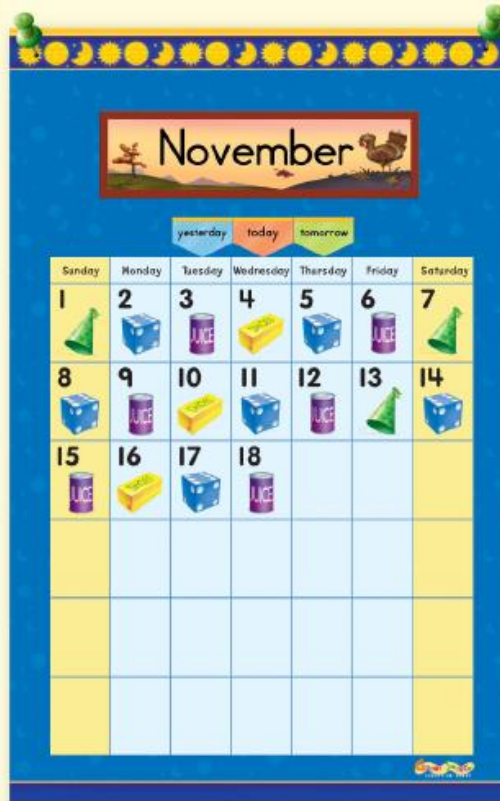 November
yesterday today tomorrow
Sunday Monday Tuesday Wednesday Thursday Friday Saturday
1 2 3 4 5 6 7
JUICE JUICE
8 9 10 11 12 13 14
JUICE JUICE
15 16 17 18
JUICE JUICE